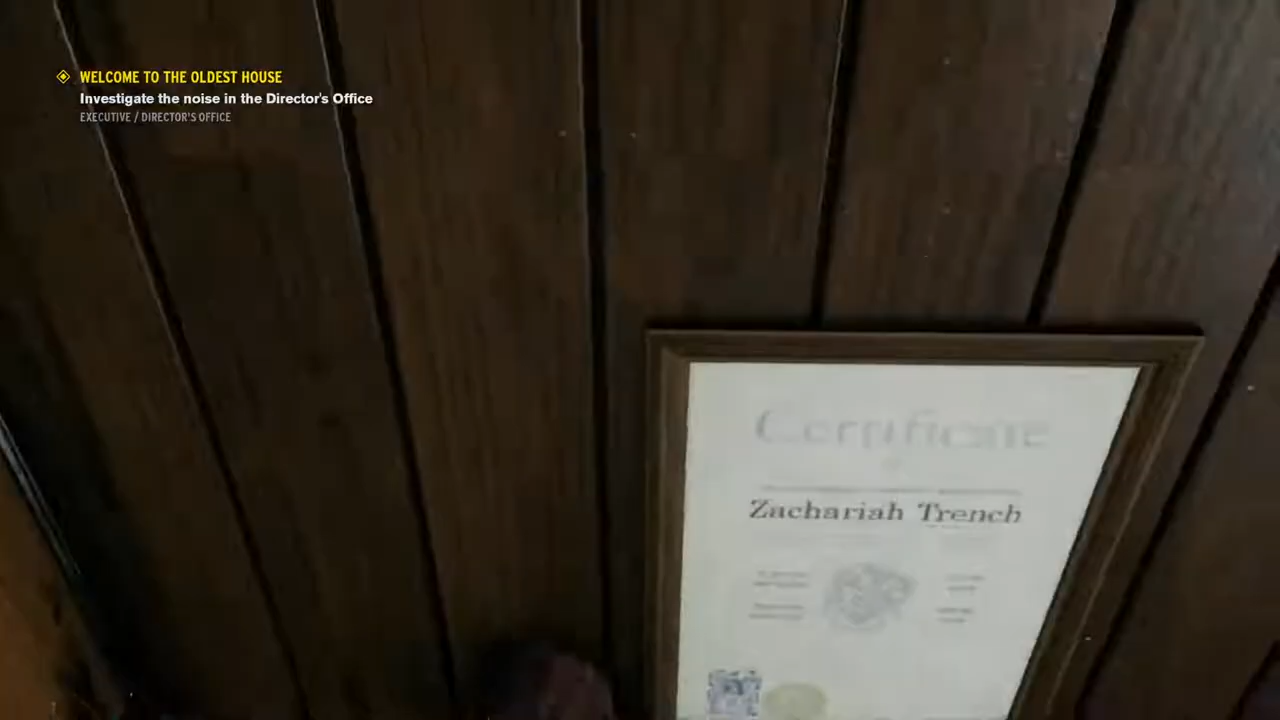 WELCOME TO THE OLDEST HOUSE
Investigate the noise in the Director's Office
EXECUTIVE / DIRECTOR'S OFFICE
Certificate
Zachariah Trench